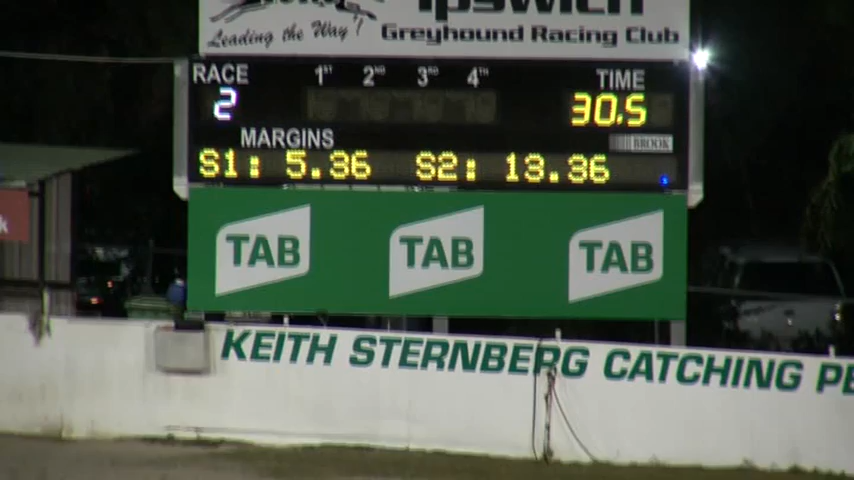 Ipswich
Leading the Way!
Greyhound Racing Club
RACE 1ST 2ND 3RD 4TH TIME
2 30.5
MARGINS BROOK
S1: 5.36 S2: 13.36
TAB TAB TAB
KEITH STERNBERG CATCHING PE